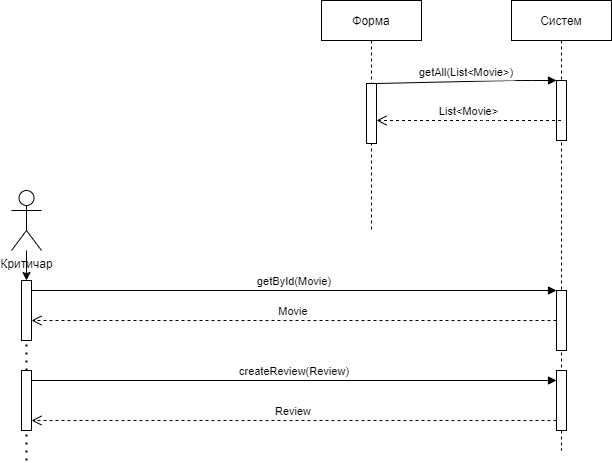 Форма
Систем
getAll(List<Movie>)
List<Movie>
Критичар
getById(Movie)
Movie
createReview(Review)
Review